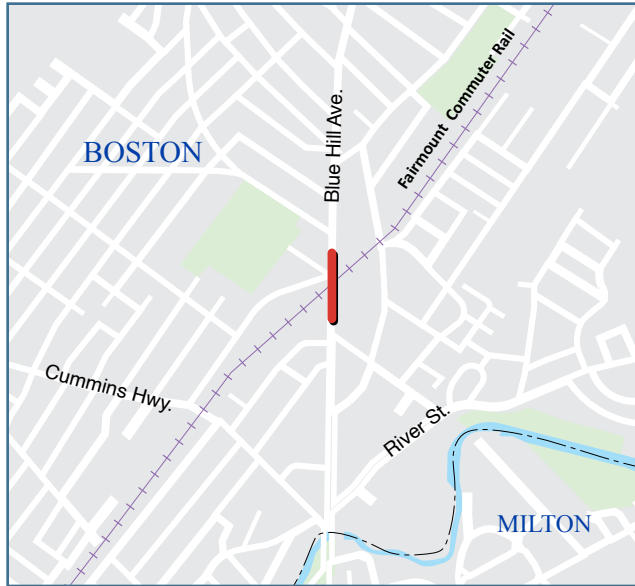 Fairmount Commuter Rail
Blue Hill Ave.
BOSTON
Cummins Hwy.
River St.
MILTON